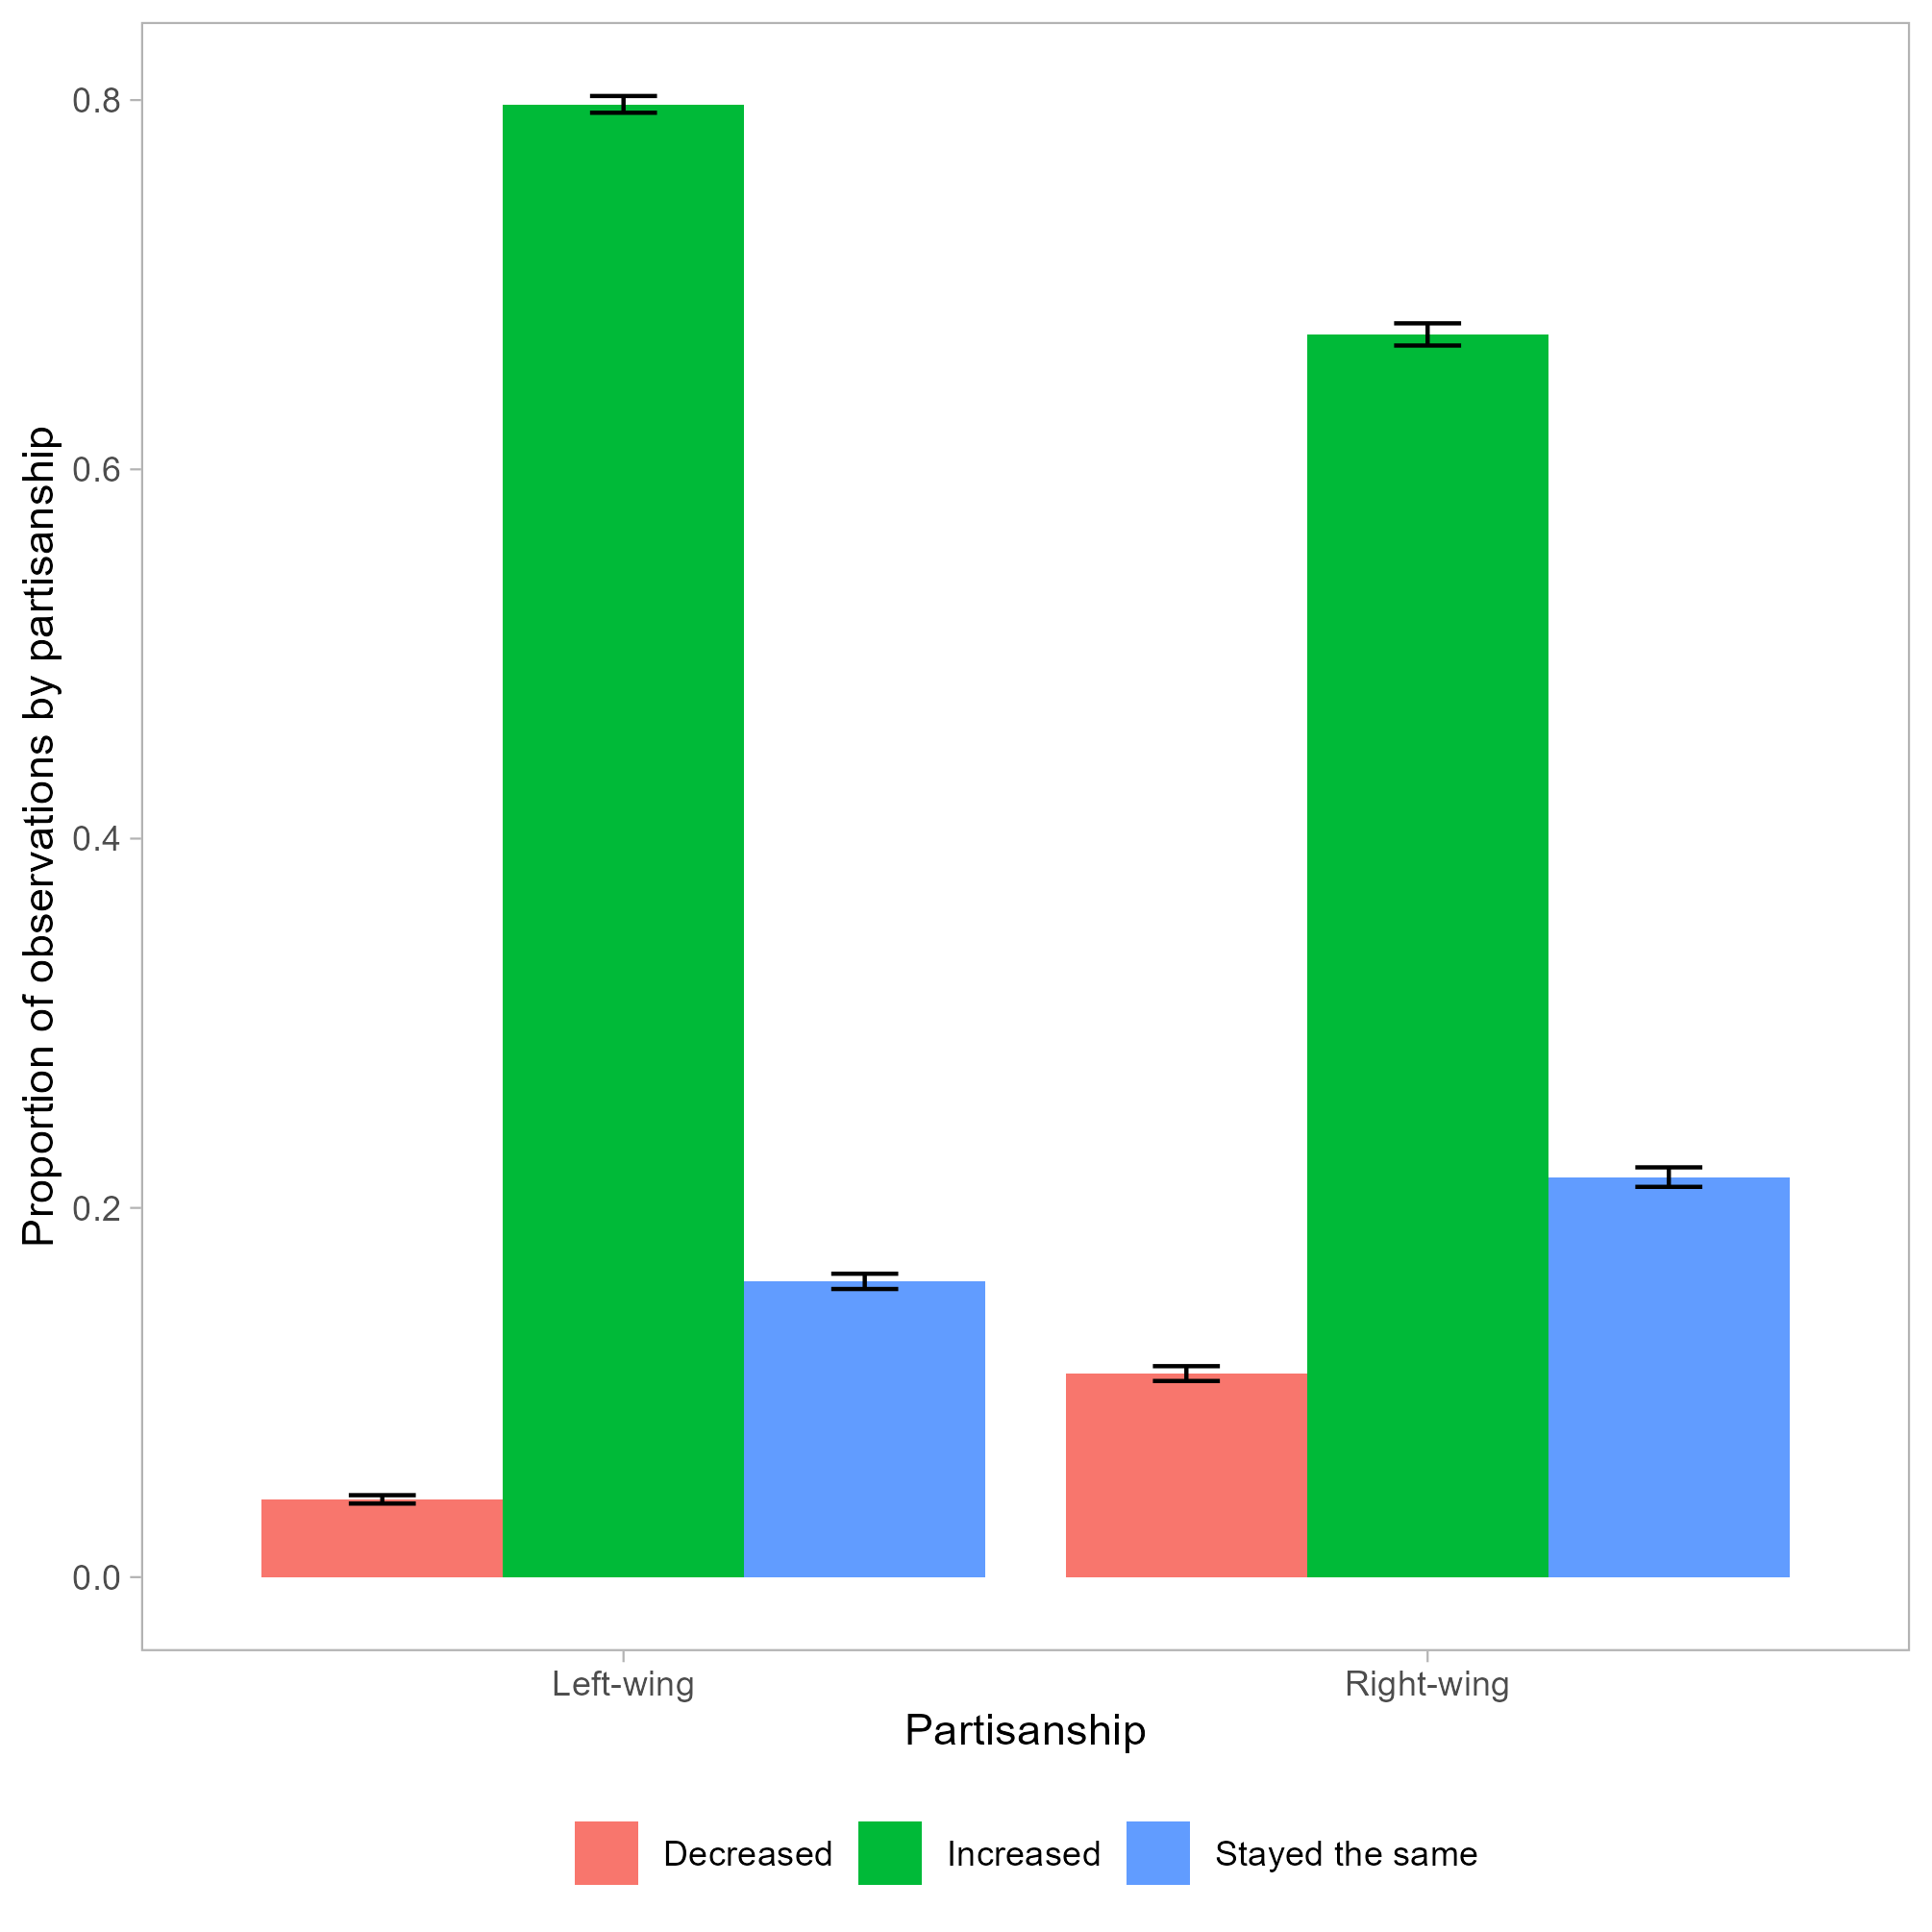 Proportion of observations by partisanship
0.8
0.6
0.4
0.2
0.0
Left-wing
Right-wing
Partisanship
Decreased
Increased
Stayed the same